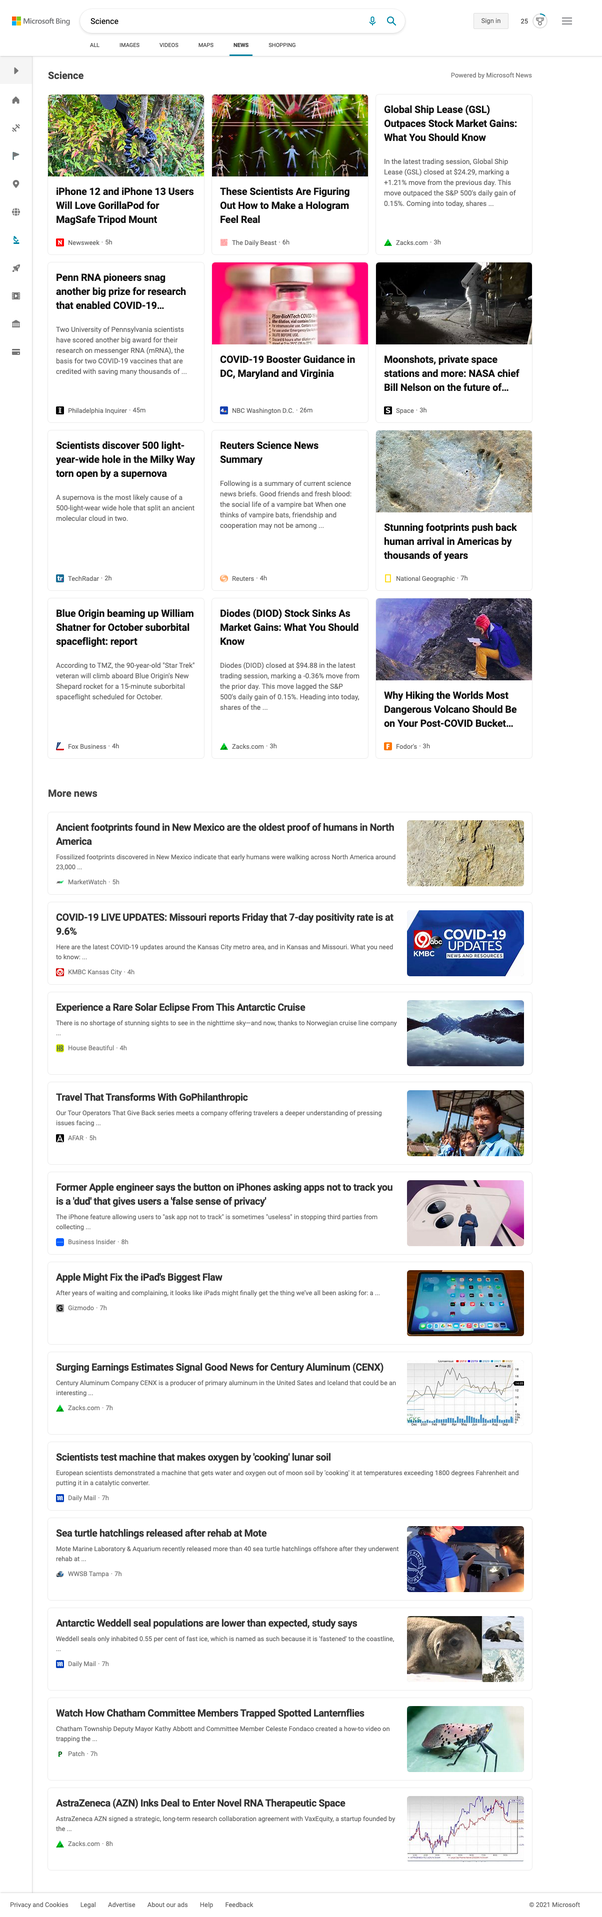 Microsoft Bing
Science
Sign in
25
ALL
IMAGES
VIDEOS
MAPS
NEWS
SHOPPING
Science
Powered by Microsoft News
iPhone 12 and iPhone 13 Users
Will Love GorillaPod for
MagSafe Tripod Mount
Newsweek · 5h
These Scientists Are Figuring
Out How to Make a Hologram
Feel Real
The Daily Beast · 6h
Global Ship Lease (GSL)
Outpaces Stock Market Gains:
What You Should Know
In the latest trading session, Global Ship
Lease (GSL) closed at $24.29, marking a
+1.21% move from the previous day. This
move outpaced the S&P 500's daily gain of
0.15%. Coming into today, shares ...
Zacks.com · 3h
Penn RNA pioneers snag
another big prize for research
that enabled COVID-19...
Two University of Pennsylvania scientists
have scored another big award for their
research on messenger RNA (mRNA), the
basis for two COVID-19 vaccines that are
credited with saving many thousands of ...
Philadelphia Inquirer · 45m
COVID-19 Booster Guidance in
DC, Maryland and Virginia
NBC Washington D.C. · 26m
Moonshots, private space
stations and more: NASA chief
Bill Nelson on the future of...
Space · 3h
Scientists discover 500 light-
year-wide hole in the Milky Way
torn open by a supernova
A supernova is the most likely cause of a
500-light-wear wide hole that split an ancient
molecular cloud in two.
TechRadar · 2h
Reuters Science News
Summary
Following is a summary of current science
news briefs. Good friends and fresh blood:
the social life of a vampire bat When one
thinks of vampire bats, friendship and
cooperation may not be among ...
Reuters · 4h
Stunning footprints push back
human arrival in Americas by
thousands of years
National Geographic · 7h
Blue Origin beaming up William
Shatner for October suborbital
spaceflight: report
According to TMZ, the 90-year-old "Star Trek"
veteran will climb aboard Blue Origin's New
Shepard rocket for a 15-minute suborbital
spaceflight scheduled for October.
Fox Business · 4h
Diodes (DIOD) Stock Sinks As
Market Gains: What You Should
Know
Diodes (DIOD) closed at $94.88 in the latest
trading session, marking a -0.36% move from
the prior day. This move lagged the S&P
500's daily gain of 0.15%. Heading into today,
shares of the ...
Zacks.com · 3h
Why Hiking the Worlds Most
Dangerous Volcano Should Be
on Your Post-COVID Bucket...
Fodor's · 3h
More news
Ancient footprints found in New Mexico are the oldest proof of humans in North
America
Fossilized footprints discovered in New Mexico indicate that early humans were walking across North America around
23,000 ...
MarketWatch · 5h
COVID-19 LIVE UPDATES: Missouri reports Friday that 7-day positivity rate is at
9.6%
Here are the latest COVID-19 updates around the Kansas City metro area, and in Kansas and Missouri. What you need
to know: ...
KMBC Kansas City · 4h
9 abc
KMBC
COVID-19
UPDATES
NEWS AND RESOURCES
Experience a Rare Solar Eclipse From This Antarctic Cruise
There is no shortage of stunning sights to see in the nighttime sky—and now, thanks to Norwegian cruise line company
...
House Beautiful · 4h
Travel That Transforms With GoPhilanthropic
Our Tour Operators That Give Back series meets a company offering travelers a deeper understanding of pressing
issues facing ...
AFAR · 5h
Former Apple engineer says the button on iPhones asking apps not to track you
is a 'dud' that gives users a 'false sense of privacy'
The iPhone feature allowing users to "ask app not to track" is sometimes "useless" in stopping third parties from
collecting ...
Business Insider · 8h
Apple Might Fix the iPad's Biggest Flaw
After years of waiting and complaining, it looks like iPads might finally get the thing we've all been asking for: a ...
Gizmodo · 7h
Surging Earnings Estimates Signal Good News for Century Aluminum (CENX)
Century Aluminum Company CENX is a producer of primary aluminum in the United Sates and Iceland that could be an
interesting ...
Zacks.com · 7h
Scientists test machine that makes oxygen by 'cooking' lunar soil
European scientists demonstrated a machine that gets water and oxygen out of moon soil by 'cooking' it at temperatures exceeding 1800 degrees Fahrenheit and
putting it in a catalytic converter.
Daily Mail · 7h
Sea turtle hatchlings released after rehab at Mote
Mote Marine Laboratory & Aquarium recently released more than 40 sea turtle hatchlings offshore after they underwent
rehab at ...
WWSB Tampa · 7h
Antarctic Weddell seal populations are lower than expected, study says
Weddell seals only inhabited 0.55 per cent of fast ice, which is named as such because it is 'fastened' to the coastline,
...
Daily Mail · 7h
Watch How Chatham Committee Members Trapped Spotted Lanternflies
Chatham Township Deputy Mayor Kathy Abbott and Committee Member Celeste Fondaco created a how-to video on
trapping the ...
Patch · 7h
AstraZeneca (AZN) Inks Deal to Enter Novel RNA Therapeutic Space
AstraZeneca AZN signed a strategic, long-term research collaboration agreement with VaxEquity, a startup founded by
the ...
Zacks.com · 8h
Privacy and Cookies
Legal
Advertise
About our ads
Help
Feedback
© 2021 Microsoft